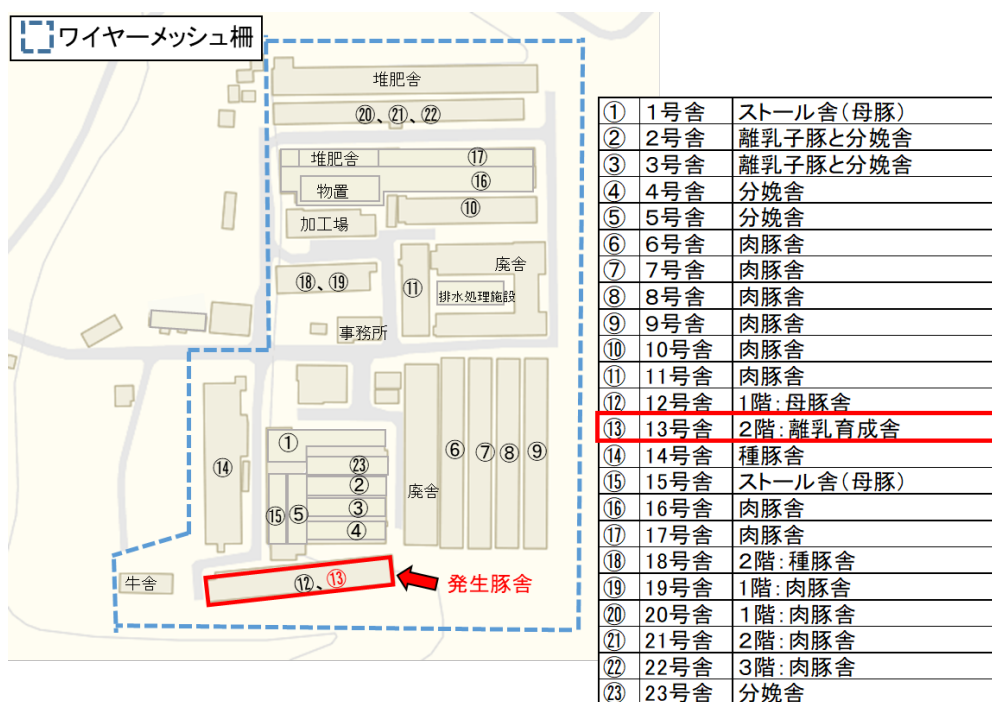 ワイヤーメッシュ柵
堆肥舎
⑳、㉑、㉒
堆肥舎
⑰
物置
⑯
⑩
加工場
廃舎
⑱、⑲
⑪
排水処理施設
事務所
①
⑥
⑦
⑧
⑨
⑭
㉓
②
廃舎
⑮
⑤
③
④
牛舎
⑫、⑬
発生豚舎
① 1号舎 ストール舎（母豚）
② 2号舎 離乳子豚と分娩舎
③ 3号舎 離乳子豚と分娩舎
④ 4号舎 分娩舎
⑤ 5号舎 分娩舎
⑥ 6号舎 肉豚舎
⑦ 7号舎 肉豚舎
⑧ 8号舎 肉豚舎
⑨ 9号舎 肉豚舎
⑩ 10号舎 肉豚舎
⑪ 11号舎 肉豚舎
⑫ 12号舎 1階：母豚舎
⑬ 13号舎 2階：離乳育成舎
⑭ 14号舎 種豚舎
⑮ 15号舎 ストール舎（母豚）
⑯ 16号舎 肉豚舎
⑰ 17号舎 肉豚舎
⑱ 18号舎 2階：種豚舎
⑲ 19号舎 1階：肉豚舎
⑳ 20号舎 1階：肉豚舎
㉑ 21号舎 2階：肉豚舎
㉒ 22号舎 3階：肉豚舎
㉓ 23号舎 分娩舎